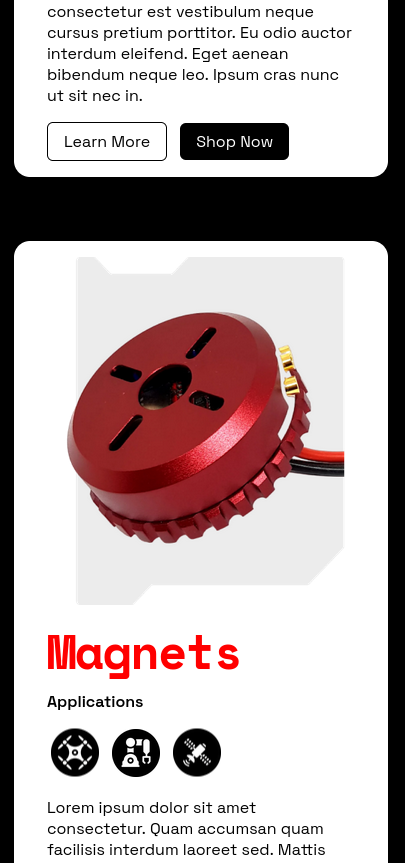 consectetur est vestibulum neque
cursus pretium porttitor. Eu odio auctor
interdum eleifend. Eget aenean
bibendum neque leo. Ipsum cras nunc
ut sit nec in.
Learn More
Shop Now
Magnets
Applications
Lorem ipsum dolor sit amet
consectetur. Quam accumsan quam
facilisis interdum laoreet sed. Mattis